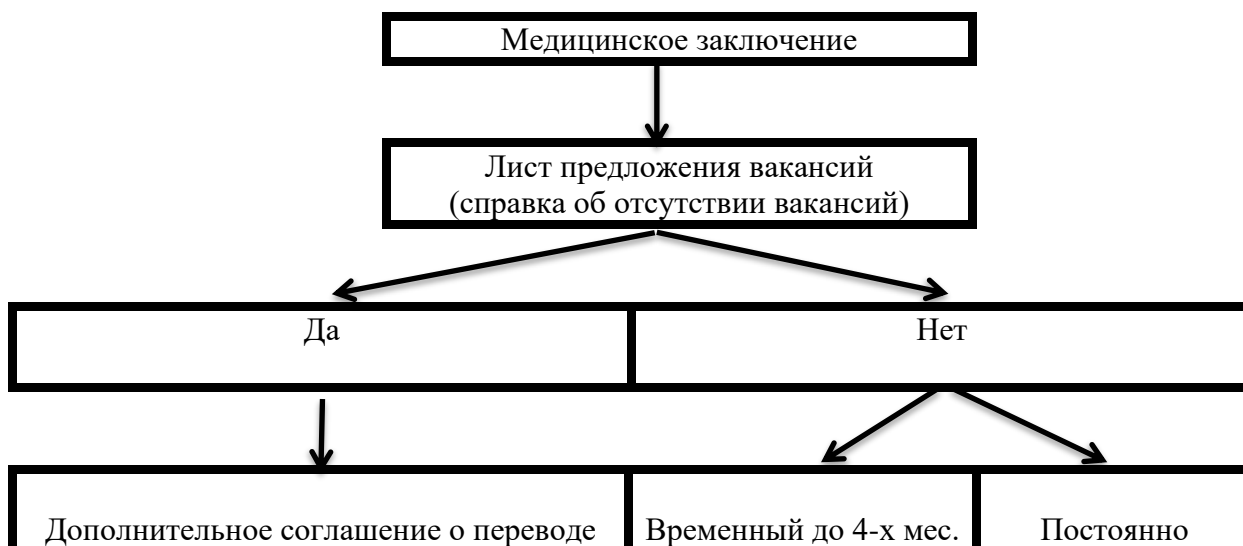 Медицинское заключение
Лист предложения вакансий
(справка об отсутствии вакансий)
Да
Нет
Дополнительное соглашение о переводе
Временный до 4-х мес.
Постоянно